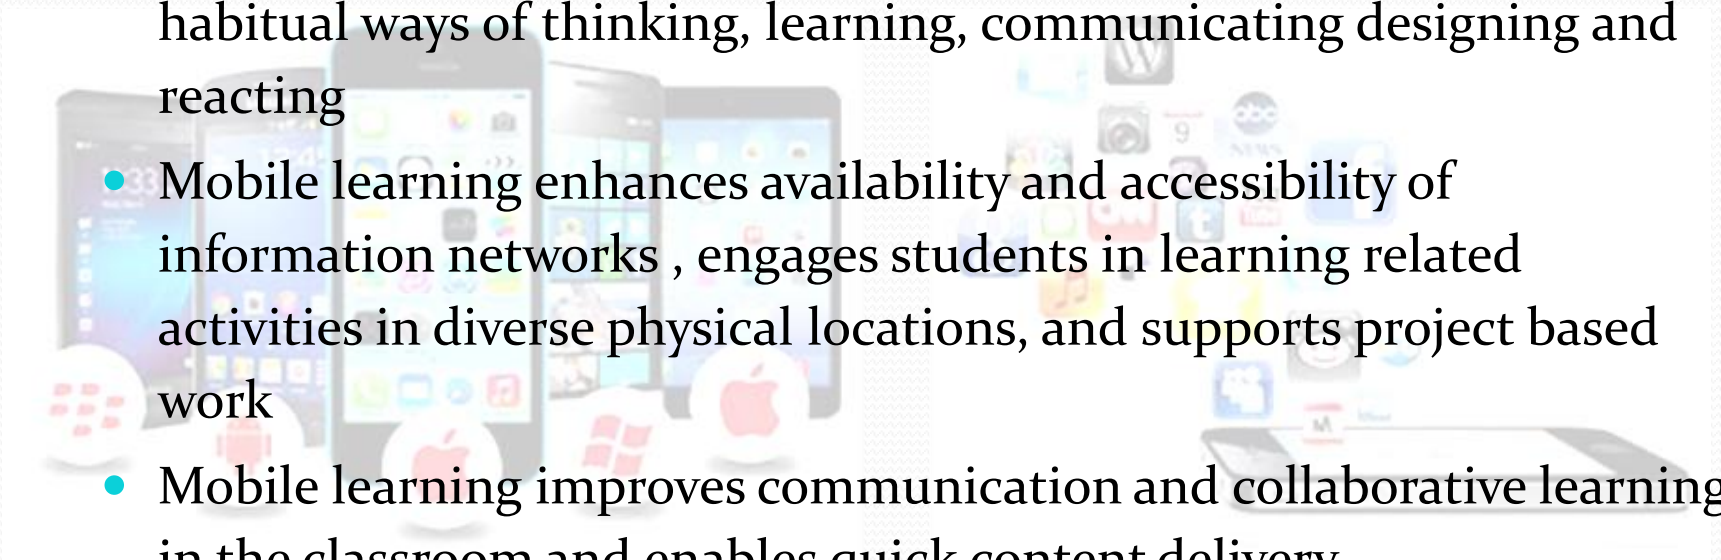 habitual ways of thinking, learning, communicating designing and
reacting
Mobile learning enhances availability and accessibility of
information networks , engages students in learning related
activities in diverse physical locations, and supports project based
work
Mobile learning improves communication and collaborative learning
in the classroom and enables quick content delivery